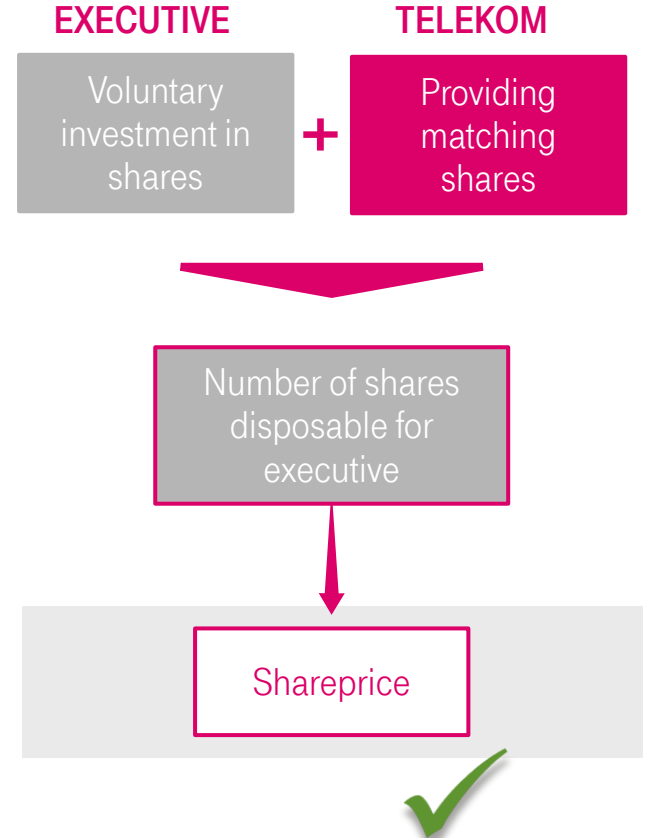 EXECUTIVE
TELEKOM
Voluntary
investment in
shares
+
Providing
matching
shares
Number of shares
disposable for
executive
Shareprice